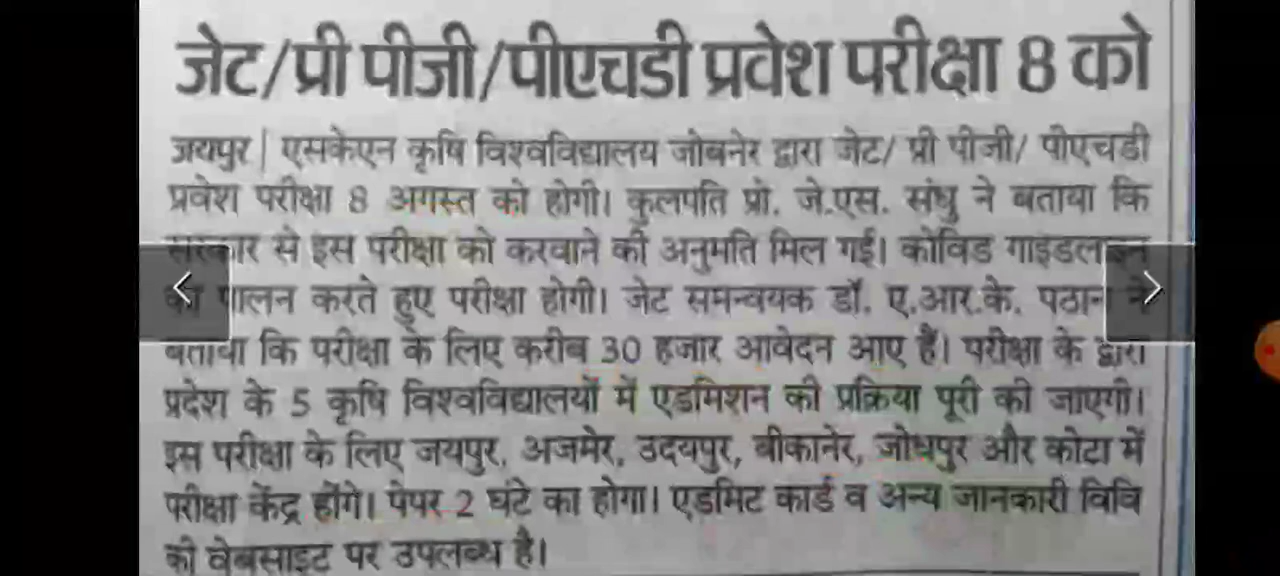 जेट/प्री पीजी/पीएचडी प्रवेश परीक्षा 8 को
जयपुर | एसकेएन कृषि विश्वविद्यालय जोबनेर द्वारा जेट/ प्री पीजी/ पीएचडी
प्रवेश परीक्षा 8 अगस्त को होगी। कुलपति प्रो. जे.एस. संधु ने बताया कि
सरकार से इस परीक्षा को करवाने की अनुमति मिल गई। कोविड गाइडलाइन
का पालन करते हुए परीक्षा होगी। जेट समन्वयक डॉ. ए.आर.के. पठान ने
बताया कि परीक्षा के लिए करीब 30 हजार आवेदन आए हैं। परीक्षा के द्वारा
प्रदेश के 5 कृषि विश्वविद्यालयों में एडमिशन की प्रक्रिया पूरी की जाएगी।
इस परीक्षा के लिए जयपुर, अजमेर, उदयपुर, बीकानेर, जोधपुर और कोटा में
परीक्षा केंद्र होंगे। पेपर 2 घंटे का होगा। एडमिट कार्ड व अन्य जानकारी विवि
की वेबसाइट पर उपलब्ध है।